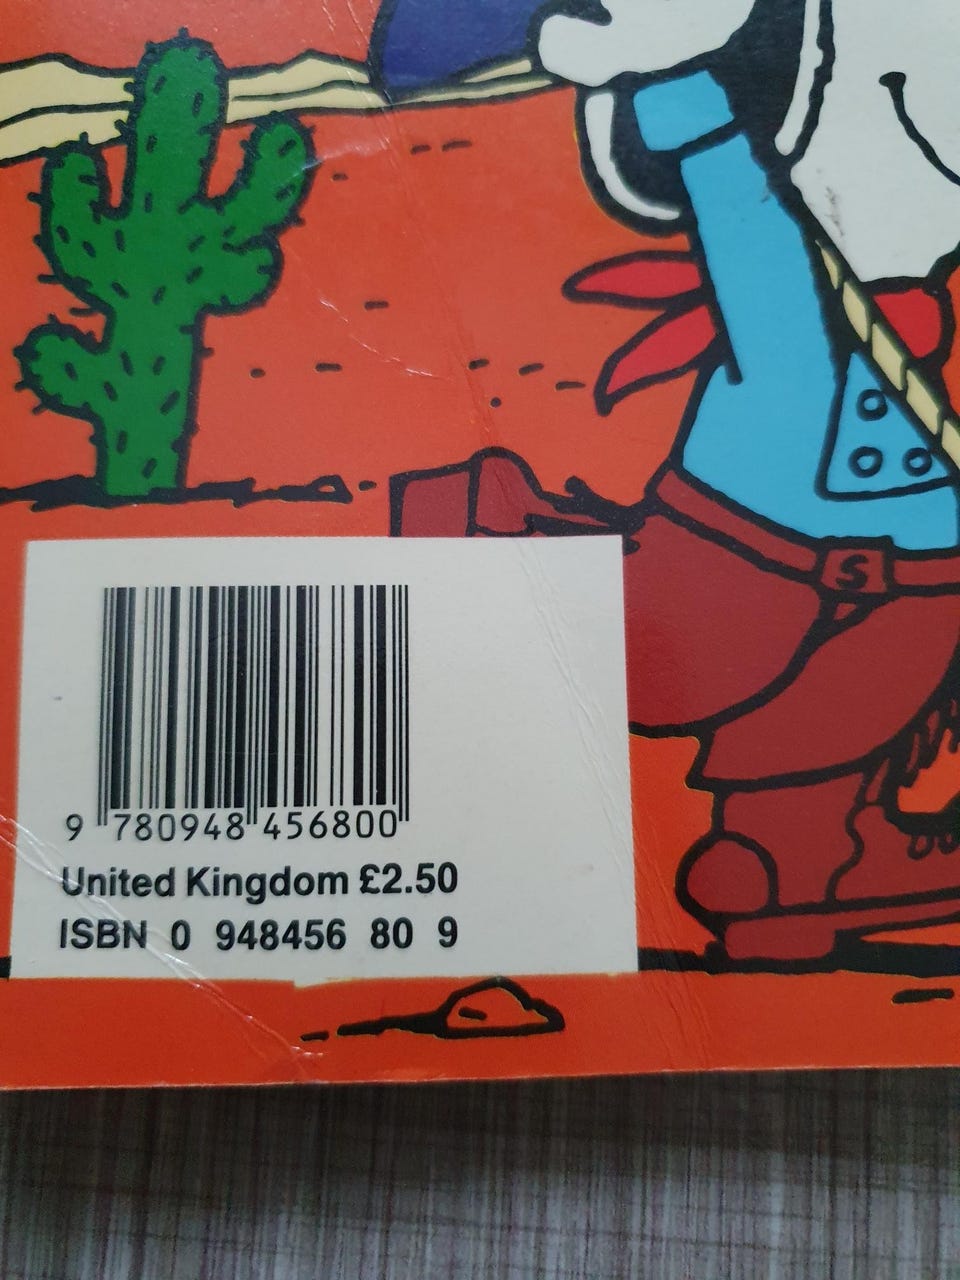 S
9 780948 456800
United Kingdom £2.50
ISBN 0 948456 80 9